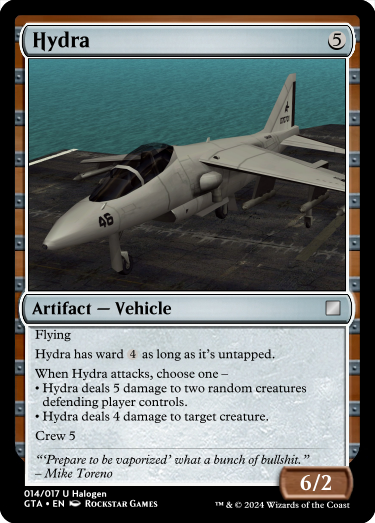 Hydra 5
46
Artifact — Vehicle
Flying
Hydra has ward 4 as long as it's untapped.
When Hydra attacks, choose one –
• Hydra deals 5 damage to two random creatures
defending player controls.
• Hydra deals 4 damage to target creature.
Crew 5
“‘Prepare to be vaporized’ what a bunch of bullshit.”
– Mike Toreno
6/2
014/017 U Halogen
GTA • EN Rockstar Games
™ & © 2024 Wizards of the Coast